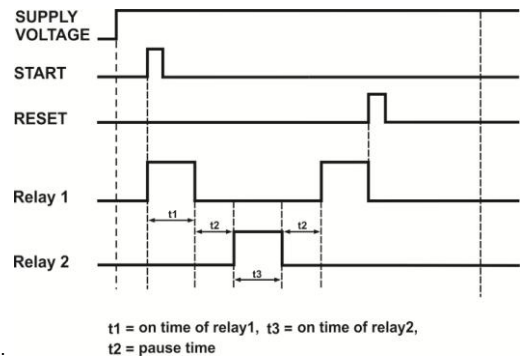 SUPPLY
VOLTAGE
START
RESET
Relay 1
t1
t2
t2
Relay 2
t3
t1 = on time of relay1, t3 = on time of relay2,
t2 = pause time